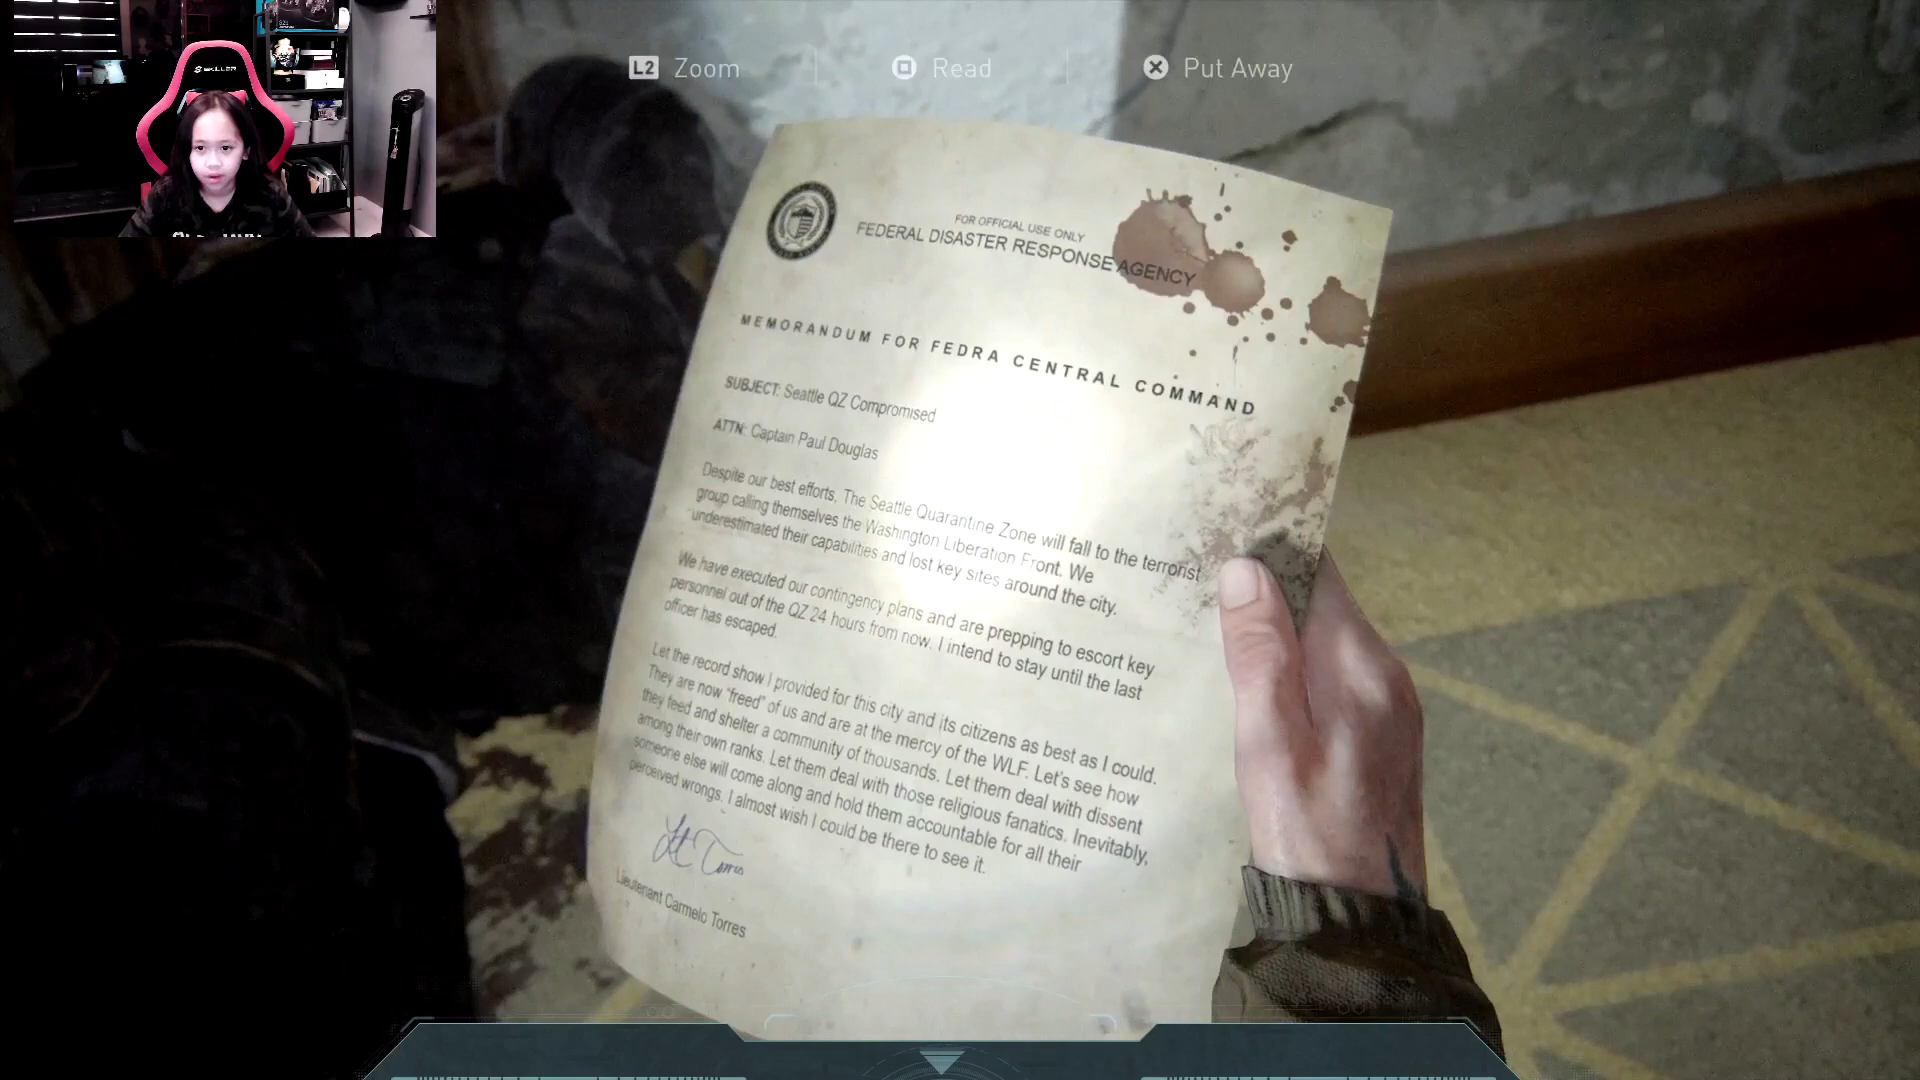 SKILLER
L2 Zoom
Read
Put Away
FOR OFFICIAL USE ONLY
FEDERAL DISASTER RESPONSE AGENCY
MEMORANDUM FOR FEDRA CENTRAL COMMAND
SUBJECT: Seattle QZ Compromised
ATTN: Captain Paul Douglas
Despite our best efforts, The Seattle Quarantine Zone will fall to the terrorist
group calling themselves the Washington Liberation Front. We
underestimated their capabilities and lost key sites around the city.
We have executed our contingency plans and are prepping to escort key
personnel out of the QZ 24 hours from now. I intend to stay until the last
officer has escaped.
Let the record show I provided for this city and its citizens as best as I could.
They are now "freed" of us and are at the mercy of the WLF. Let's see how
they feed and shelter a community of thousands. Let them deal with dissent
among their own ranks. Let them deal with those religious fanatics. Inevitably,
someone else will come along and hold them accountable for all their
perceived wrongs. I almost wish I could be there to see it.
Lt Torres
Lieutenant Carmelo Torres